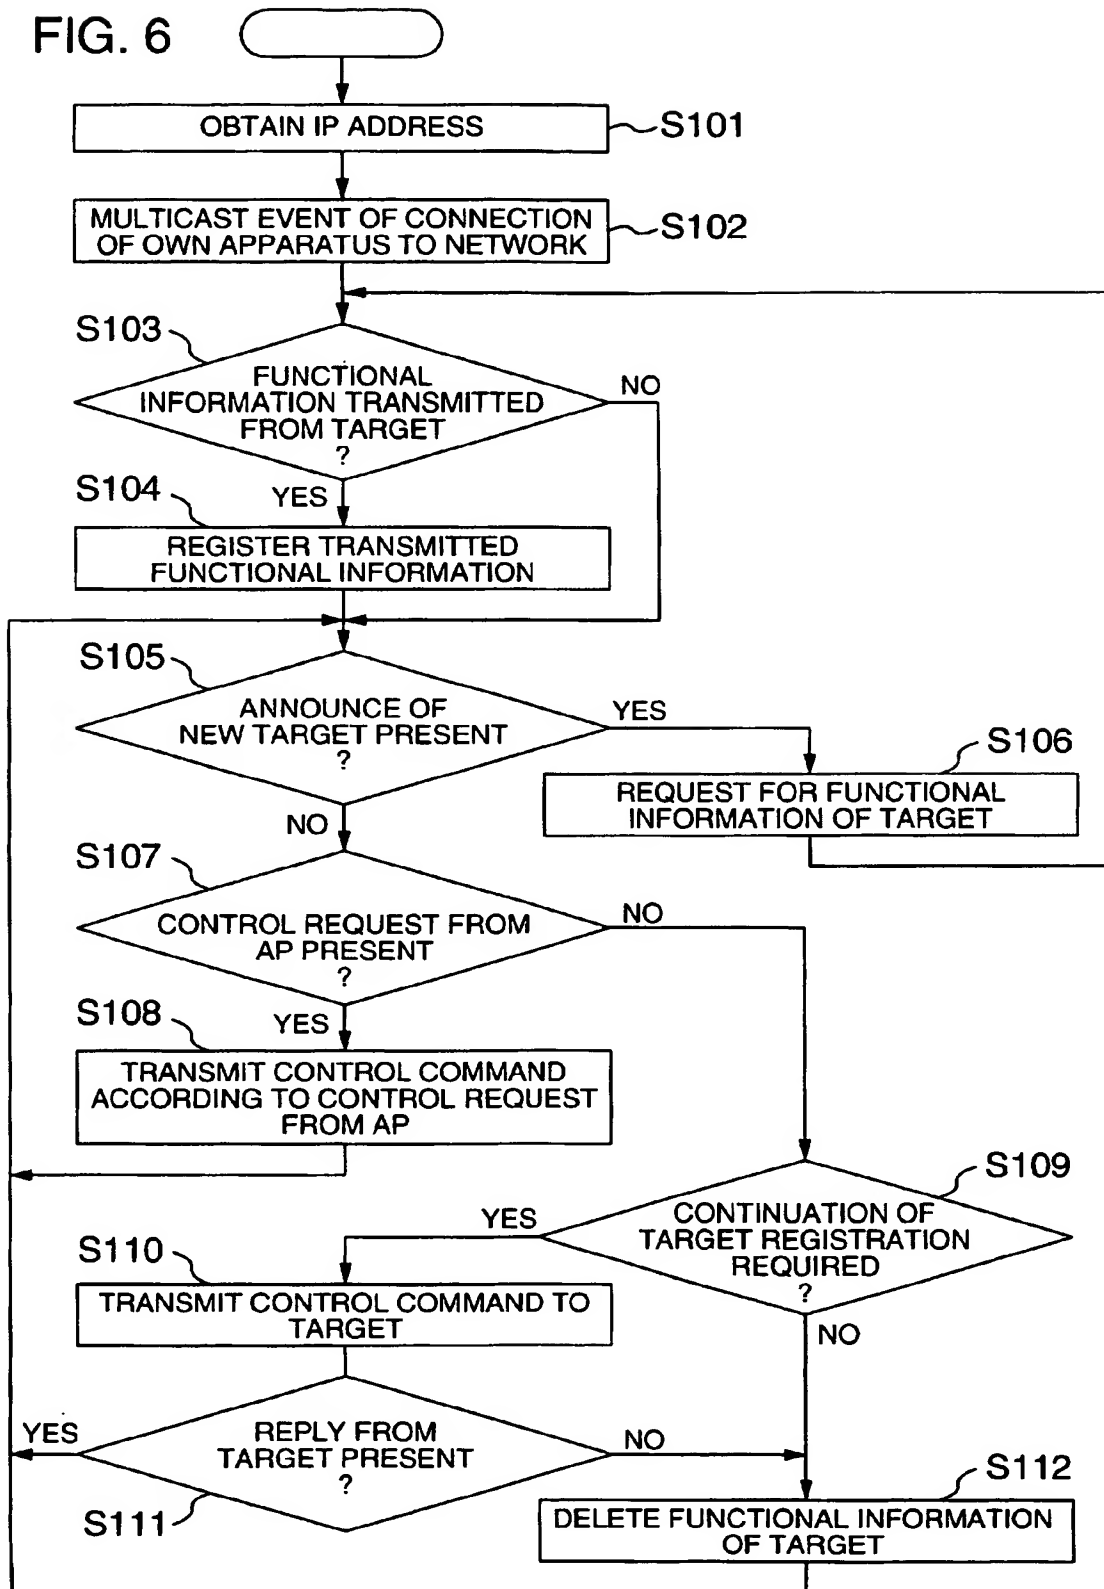 FIG. 6
OBTAIN IP ADDRESS
S101
MULTICAST EVENT OF CONNECTION
OF OWN APPARATUS TO NETWORK
S102
S103
FUNCTIONAL
INFORMATION TRANSMITTED
FROM TARGET
?
NO
YES
S104
REGISTER TRANSMITTED
FUNCTIONAL INFORMATION
S105
ANNOUNCE OF
NEW TARGET PRESENT
?
YES
NO
S106
REQUEST FOR FUNCTIONAL
INFORMATION OF TARGET
S107
CONTROL REQUEST FROM
AP PRESENT
?
NO
YES
S108
TRANSMIT CONTROL COMMAND
ACCORDING TO CONTROL REQUEST
FROM AP
S109
CONTINUATION OF
TARGET REGISTRATION
REQUIRED
?
YES
NO
S110
TRANSMIT CONTROL COMMAND TO
TARGET
REPLY FROM
TARGET PRESENT
?
YES
NO
S111
S112
DELETE FUNCTIONAL INFORMATION
OF TARGET